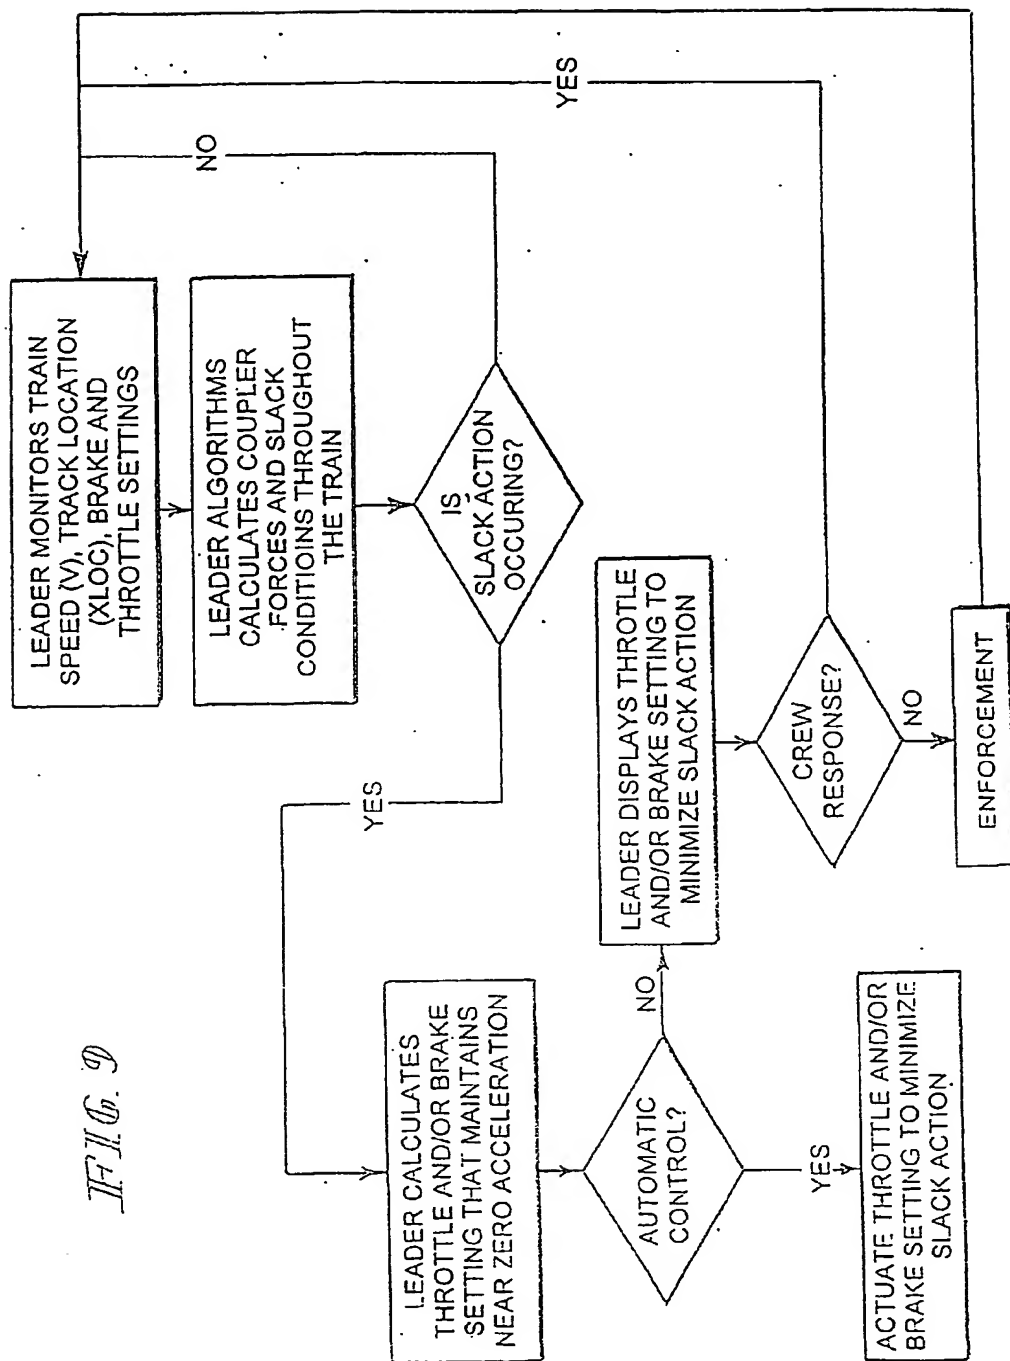 LEADER MONITORS TRAIN
SPEED (V), TRACK LOCATION
(XLOC), BRAKE AND
THROTTLE SETTINGS
LEADER ALGORITHMS
CALCULATES COUPLER
FORCES AND SLACK
CONDITIOINS THROUGHOUT
THE TRAIN
IS
SLACK ACTION
OCCURING?
NO
YES
LEADER CALCULATES
THROTTLE AND/OR BRAKE
SETTING THAT MAINTAINS
NEAR ZERO ACCELERATION
AUTOMATIC
CONTROL?
NO
YES
LEADER DISPLAYS THROTTLE
AND/OR BRAKE SETTING TO
MINIMIZE SLACK ACTION
CREW
RESPONSE?
YES
NO
ENFORCEMENT
ACTUATE THROTTLE AND/OR
BRAKE SETTING TO MINIMIZE
SLACK ACTION
FIG. 9